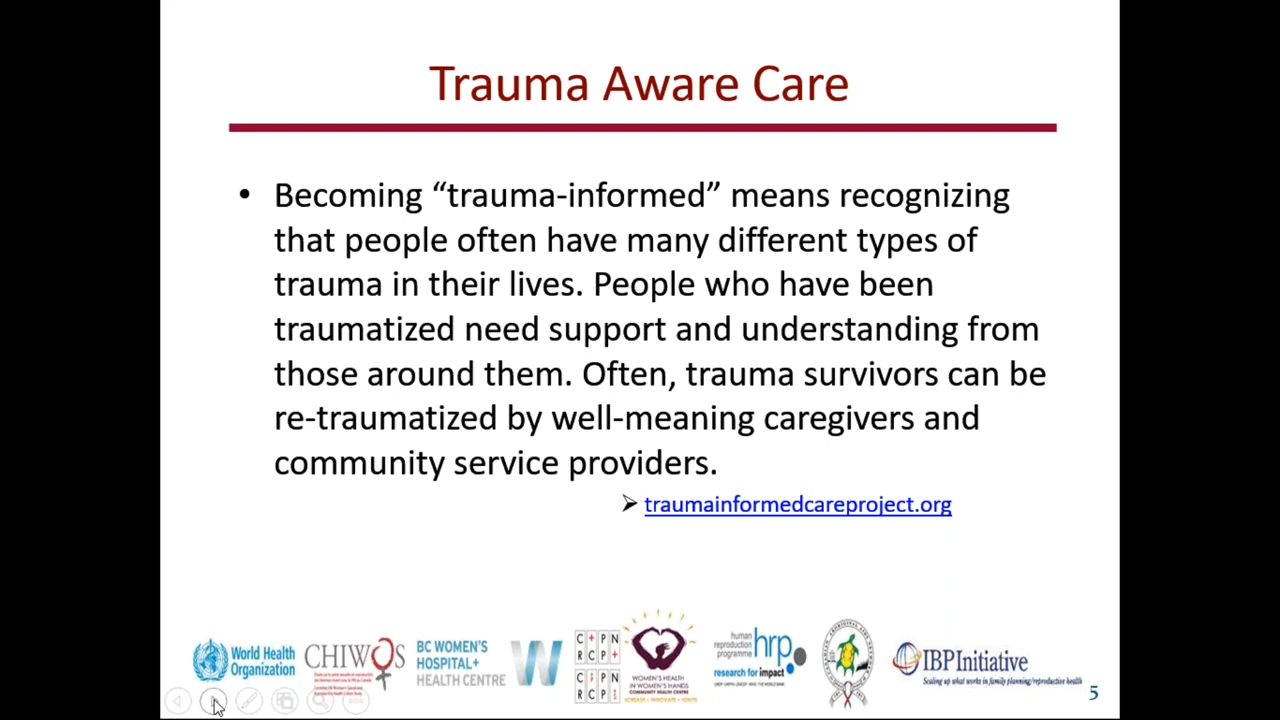 Trauma Aware Care
• Becoming “trauma-informed” means recognizing
that people often have many different types of
trauma in their lives. People who have been
traumatized need support and understanding from
those around them. Often, trauma survivors can be
re-traumatized by well-meaning caregivers and
community service providers.
➢ traumainformedcareproject.org
World Health
Organization
CHIWOS
BC WOMEN'S
HOSPITAL+
HEALTH CENTRE
W
C+PN
RCP+
WOMEN'S HEALTH
IN WOMEN'S HANDS
COMMUNITY HEALTH CENTRE
human
reproduction
programme
hrp.
research for impact
IBPInitiative
Scaling up what works in family planning/reproductive health
5